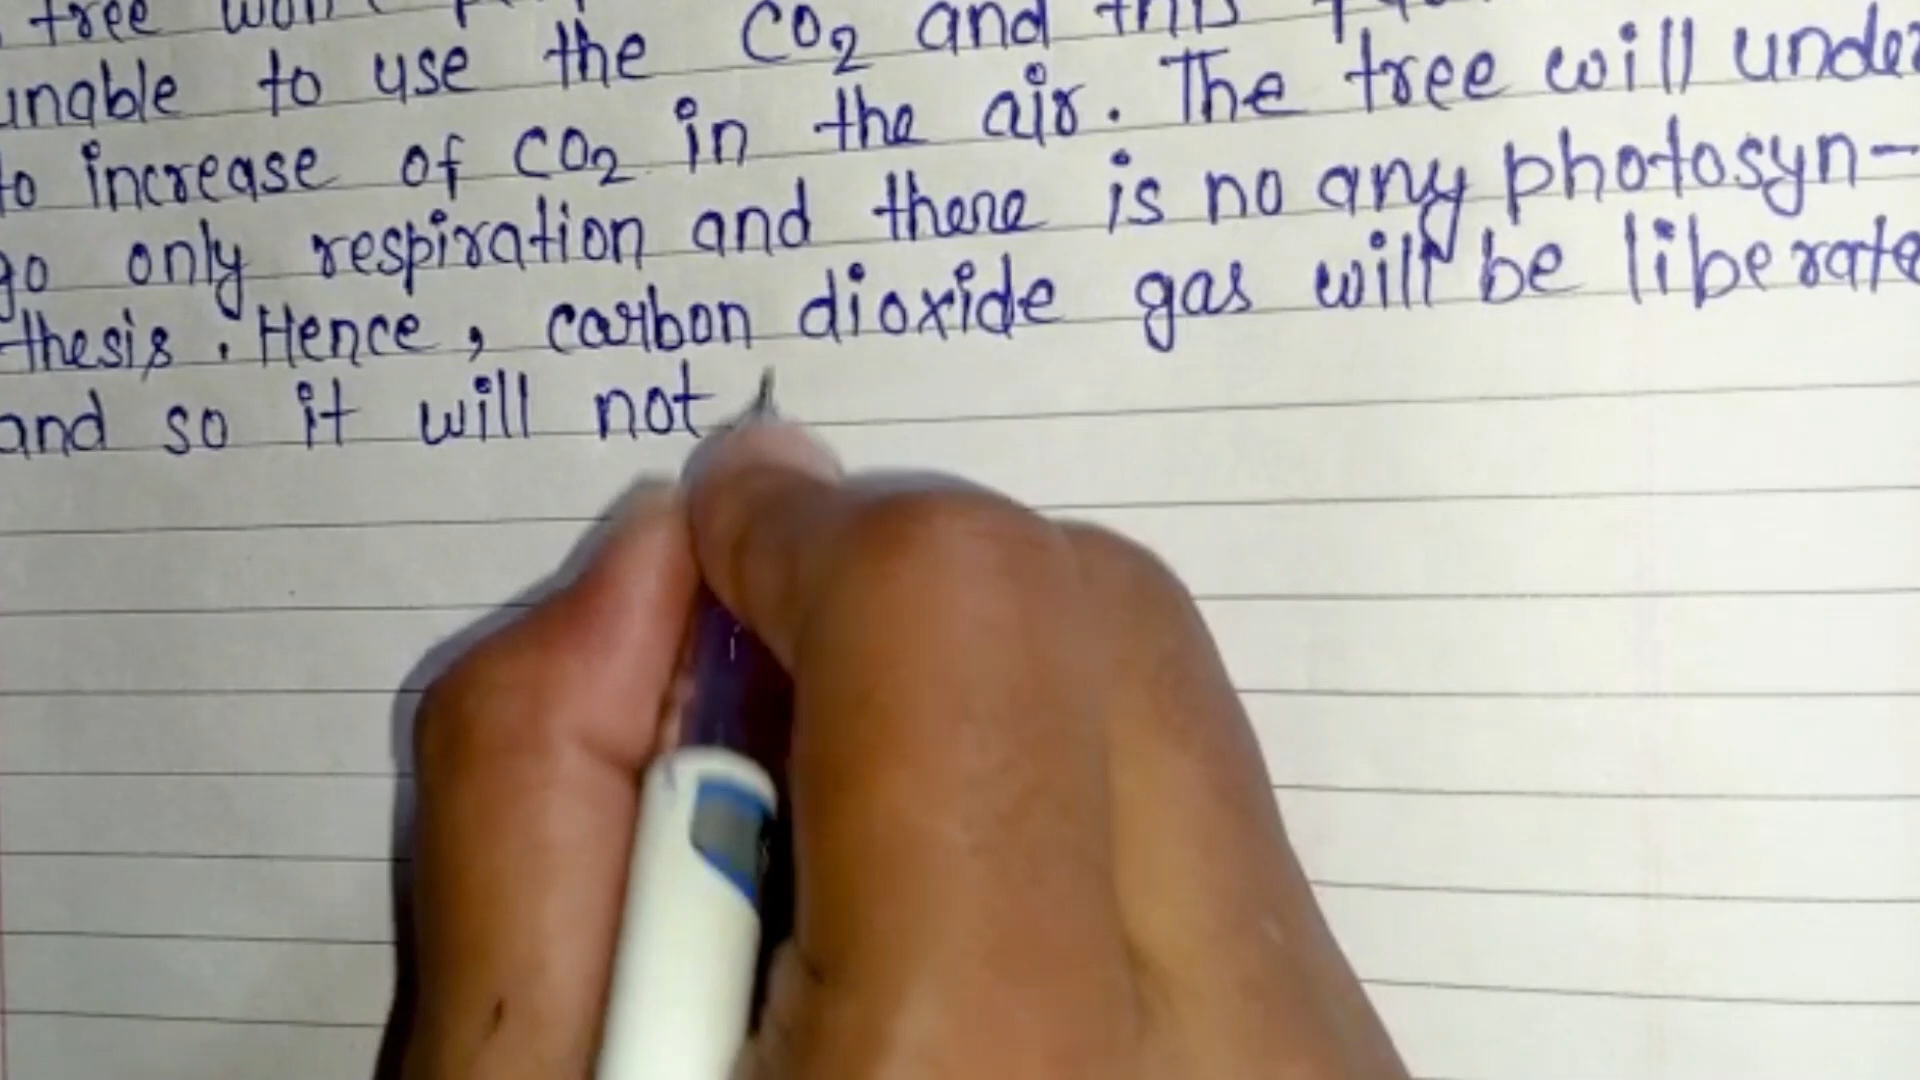 tree
unable to use the CO2 and this
to increase of CO2 in the air. The tree will under
go only respiration and there is no any photosyn-
thesis. Hence, carbon dioxide gas will be liberate
and so it will not